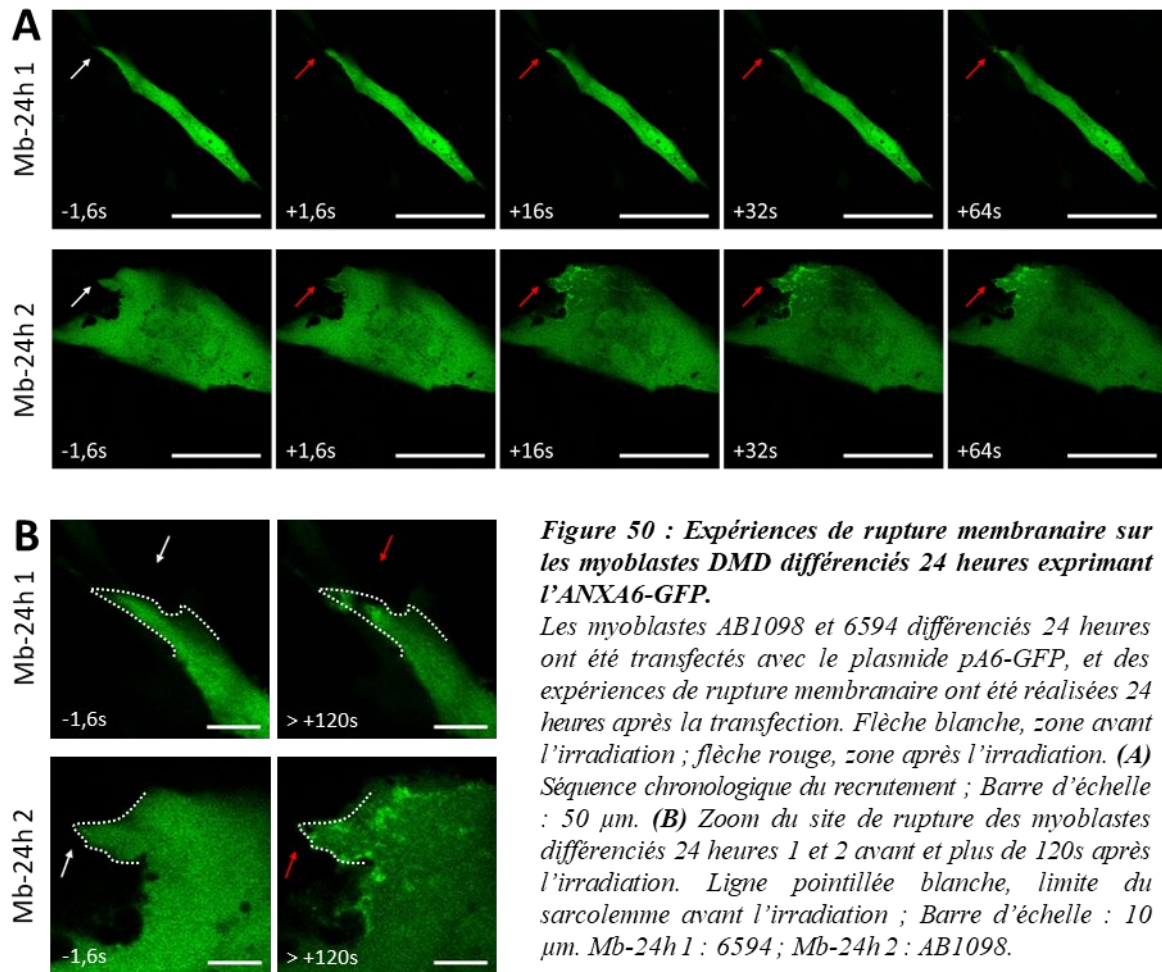 A
Mb-24h 1
-1,6s
+1,6s
+16s
+32s
+64s
Mb-24h 2
-1,6s
+1,6s
+16s
+32s
+64s
B
Mb-24h 1
-1,6s
> +120s
Mb-24h 2
-1,6s
> +120s
Figure 50 : Expériences de rupture membranaire sur
les myoblastes DMD différenciés 24 heures exprimant
l’ANXA6-GFP.
Les myoblastes AB1098 et 6594 différenciés 24 heures
ont été transfectés avec le plasmide pA6-GFP, et des
expériences de rupture membranaire ont été réalisées 24
heures après la transfection. Flèche blanche, zone avant
l’irradiation ; flèche rouge, zone après l’irradiation. (A)
Séquence chronologique du recrutement ; Barre d’échelle
: 50 µm. (B) Zoom du site de rupture des myoblastes
différenciés 24 heures 1 et 2 avant et plus de 120s après
l’irradiation. Ligne pointillée blanche, limite du
sarcolemme avant l’irradiation ; Barre d’échelle : 10
µm. Mb-24h 1 : 6594 ; Mb-24h 2 : AB1098.